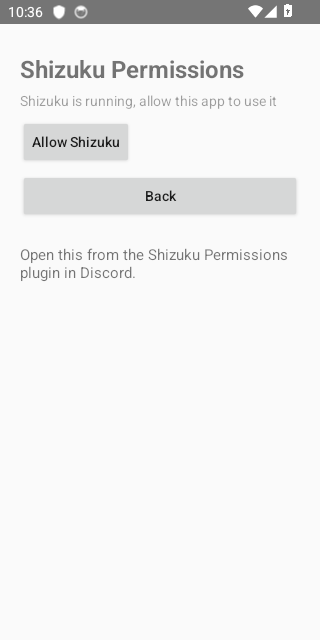 10:36
Shizuku Permissions
Shizuku is running, allow this app to use it
Allow Shizuku
Back
Open this from the Shizuku Permissions
plugin in Discord.